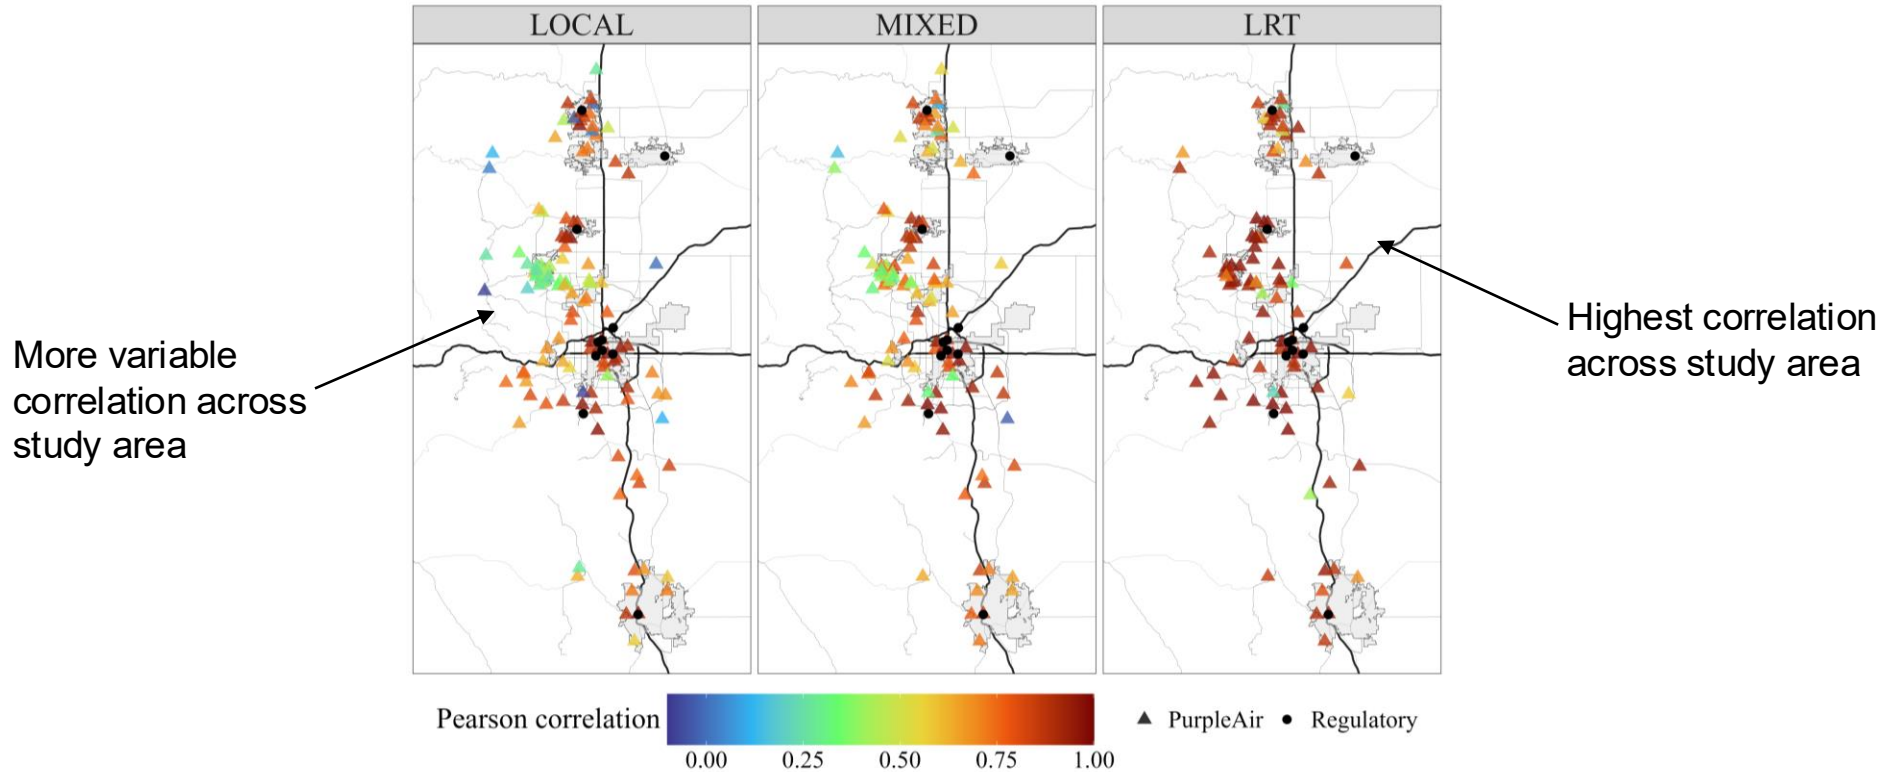 LOCAL
MIXED
LRT
More variable
correlation across
study area
Highest correlation
across study area
Pearson correlation
0.00
0.25
0.50
0.75
1.00
PurpleAir
Regulatory